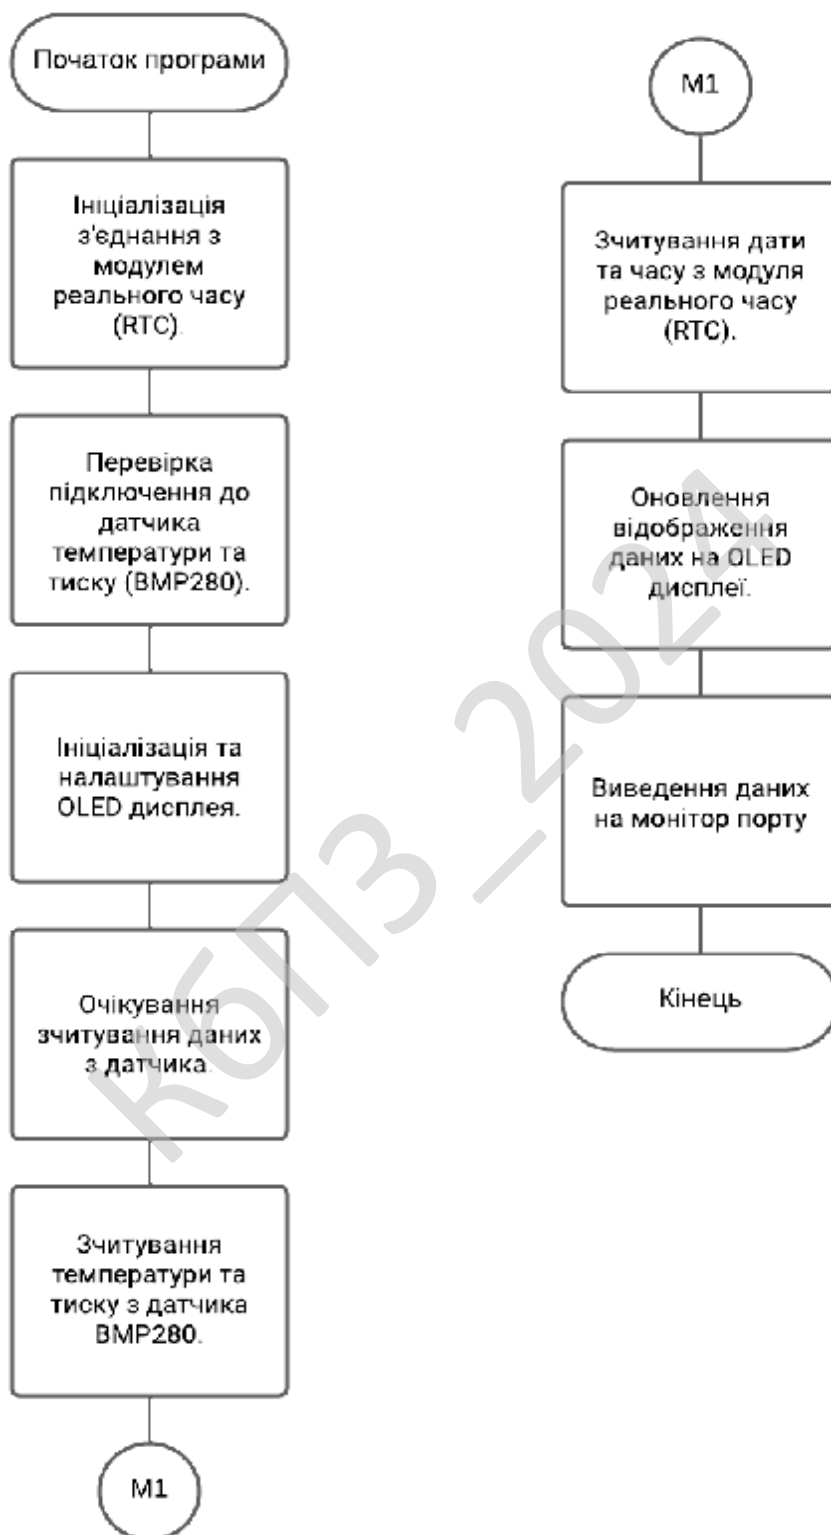 Початок програми
Ініціалізація
з'єднання з
модулем
реального часу
(RTC).
Перевірка
підключення до
датчика
температури та
тиску (BMP280).
Ініціалізація та
налаштування
OLED дисплея.
Очікування
зчитування даних
з датчика.
Зчитування
температури та
тиску з датчика
BMP280.
М1
М1
Зчитування дати
та часу з модуля
реального часу
(RTC).
Оновлення
відображення
даних на OLED
дисплеї.
Виведення даних
на монітор порту
Кінець
КбПЗ_2024